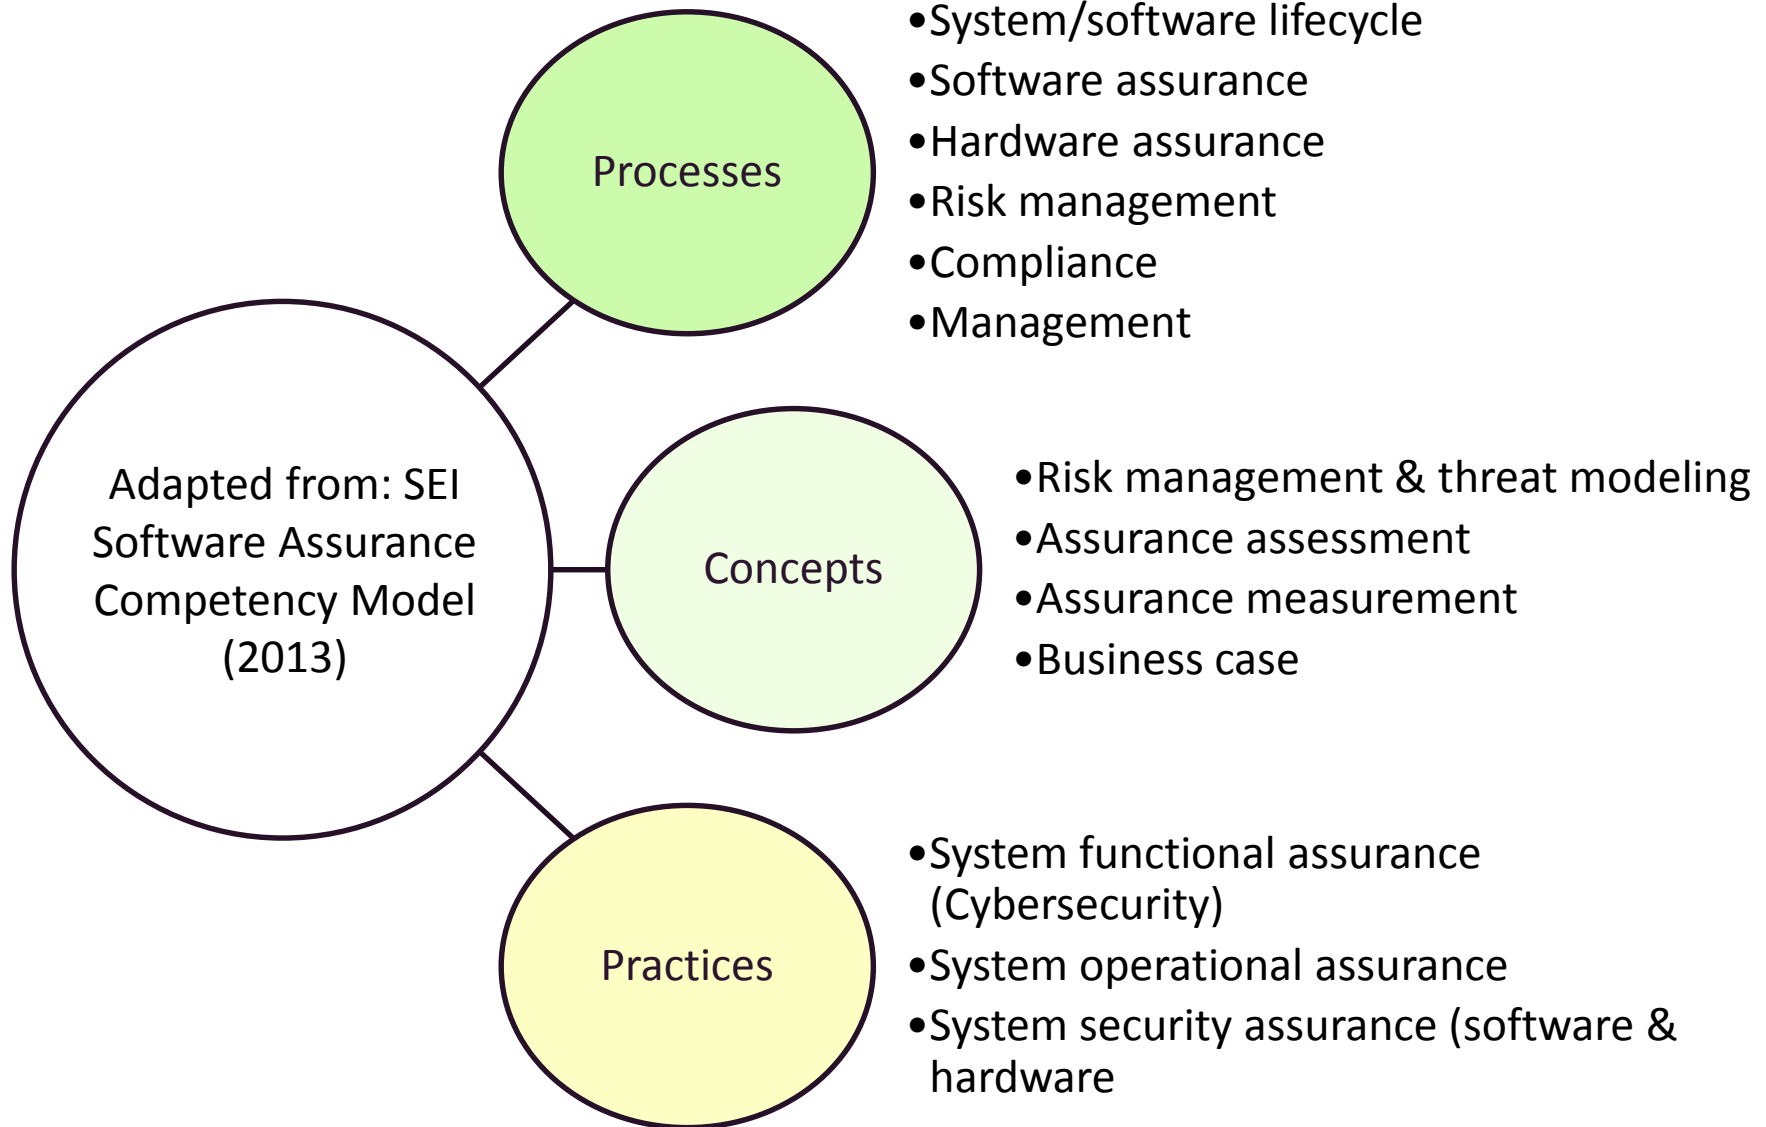 Adapted from: SEI
Software Assurance
Competency Model
(2013)
Processes
•System/software lifecycle
•Software assurance
•Hardware assurance
•Risk management
•Compliance
•Management
Concepts
•Risk management & threat modeling
•Assurance assessment
•Assurance measurement
•Business case
Practices
•System functional assurance
(Cybersecurity)
•System operational assurance
•System security assurance (software &
hardware